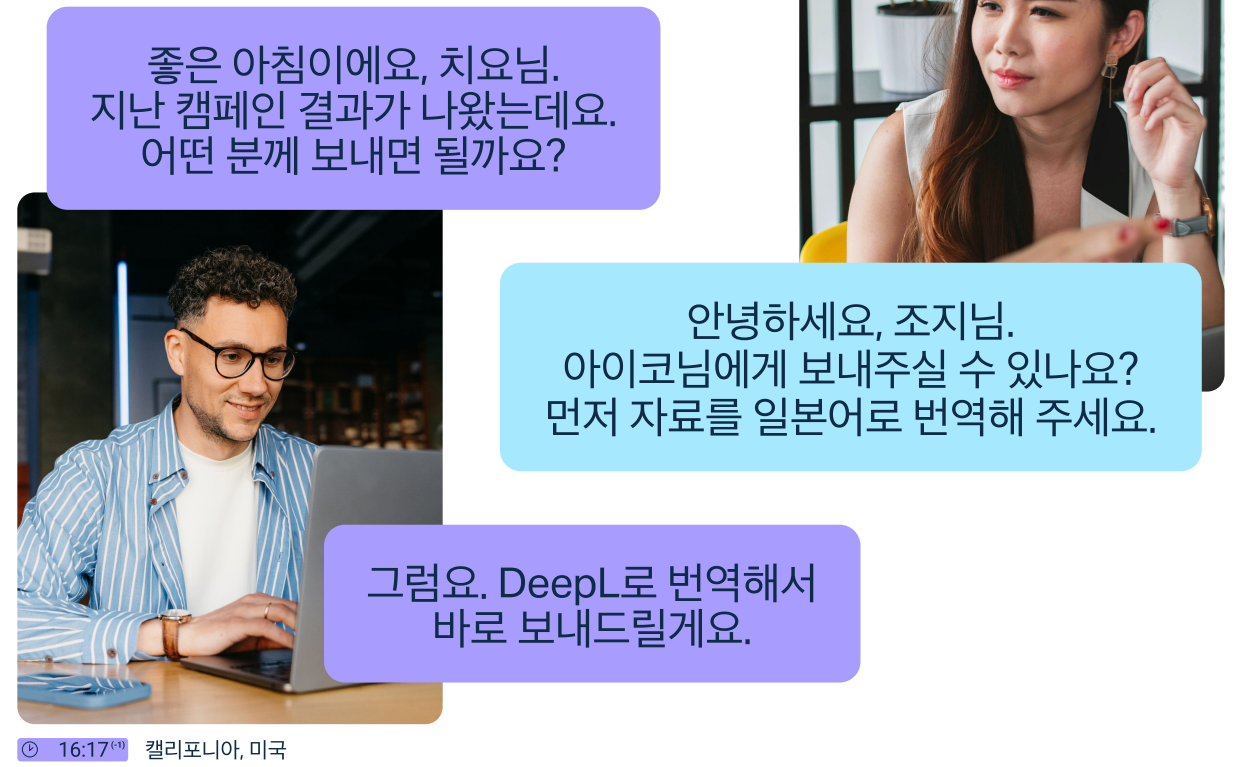 좋은 아침이에요, 치요님.
지난 캠페인 결과가 나왔는데요.
어떤 분께 보내면 될까요?
안녕하세요, 조지님.
아이코님에게 보내주실 수 있나요?
먼저 자료를 일본어로 번역해 주세요.
그럼요. DeepL로 번역해서
바로 보내드릴게요.
16:17(-1) 캘리포니아, 미국